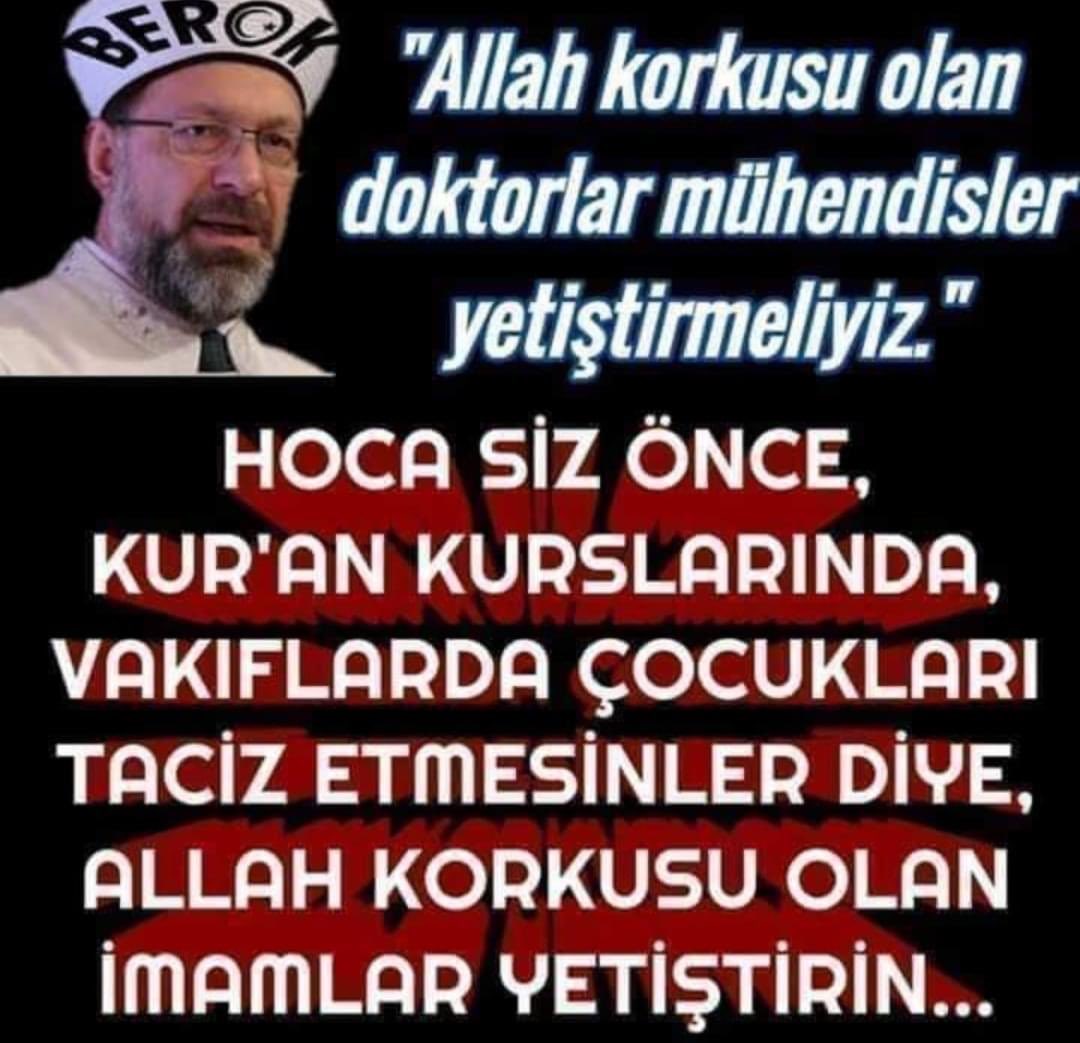 BEROK
"Allah korkusu olan
doktorlar mühendisler
yetiştirmeliyiz."
HOCA SİZ ÖNCE,
KUR'AN KURSLARINDA,
VAKIFLARDA ÇOCUKLARI
TACİZ ETMESİNLER DİYE,
ALLAH KORKUSU OLAN
İMAMLAR YETİŞTİRİN...